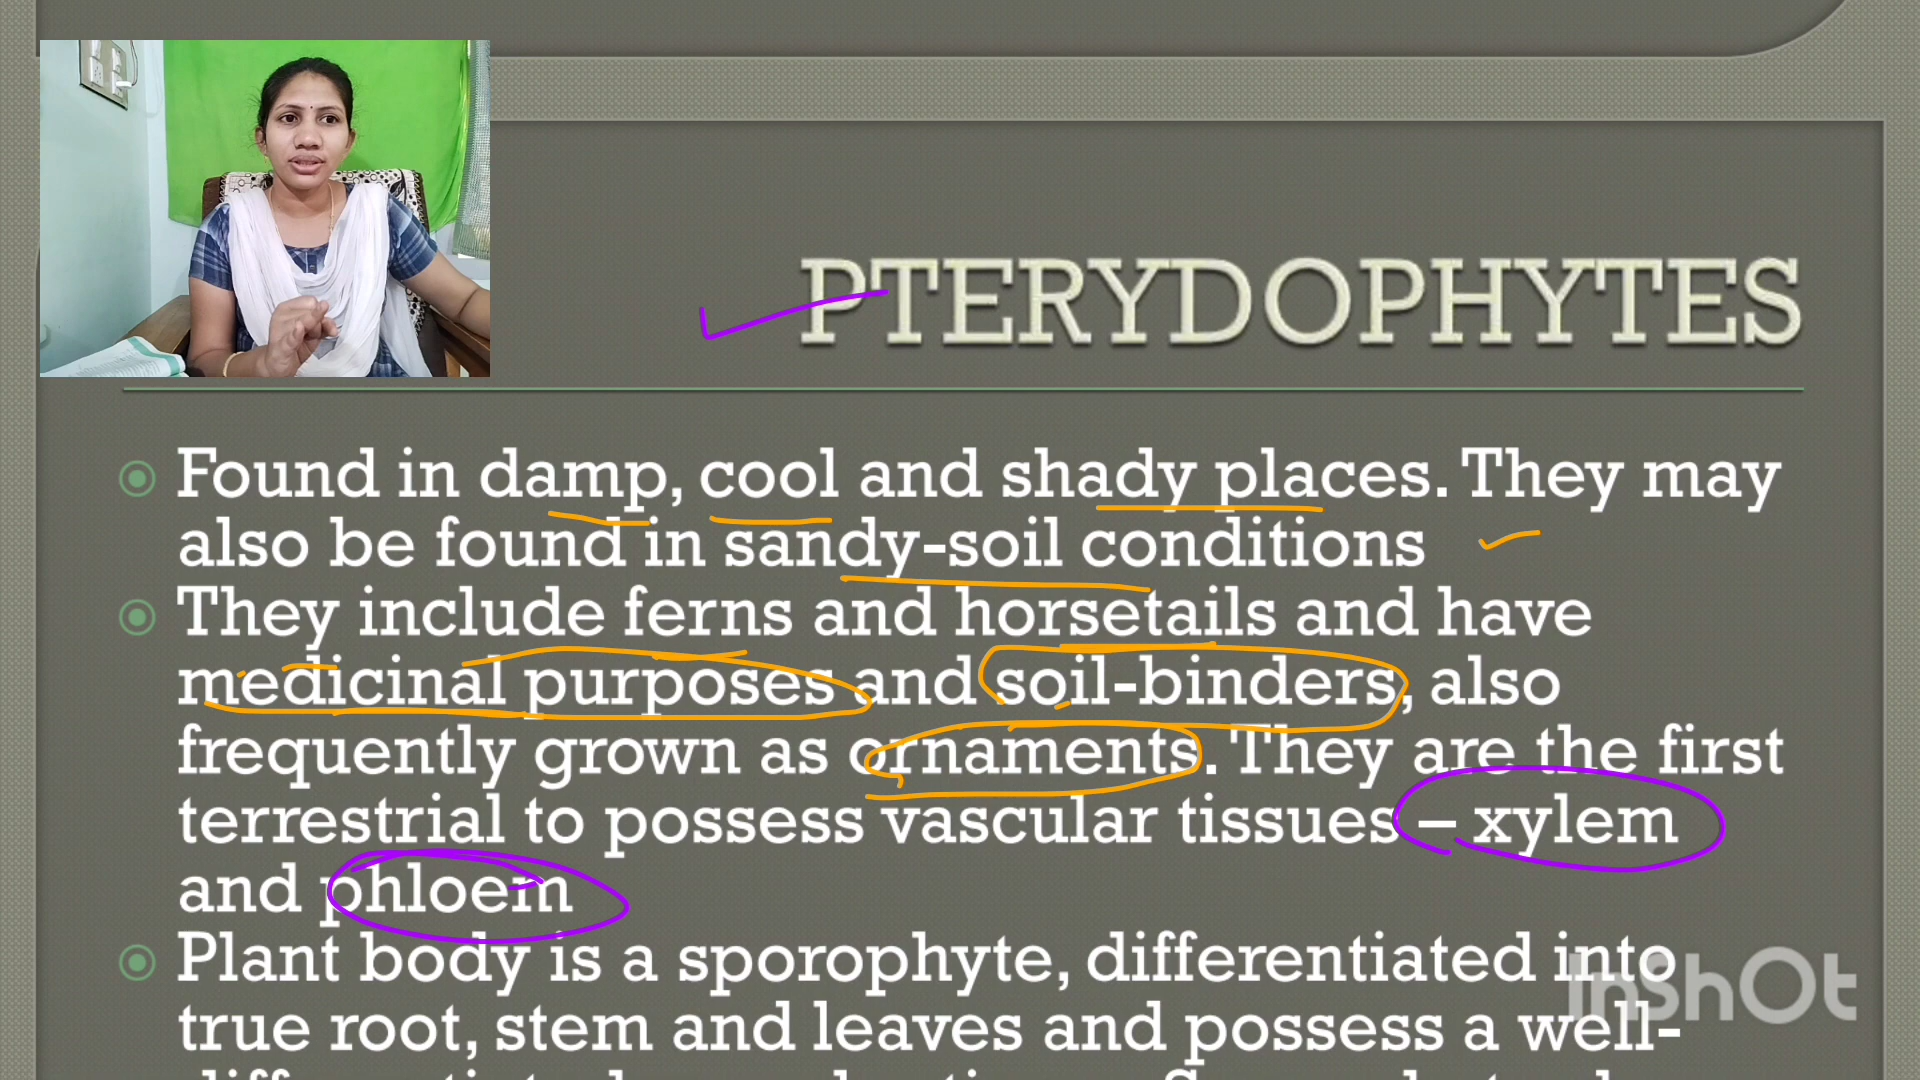 PTERYDOPHYTES
Found in damp, cool and shady places. They may
also be found in sandy-soil conditions
They include ferns and horsetails and have
medicinal purposes and soil-binders, also
frequently grown as ornaments. They are the first
terrestrial to possess vascular tissues – xylem
and phloem
Plant body is a sporophyte, differentiated into
true root, stem and leaves and possess a well-
InShOt